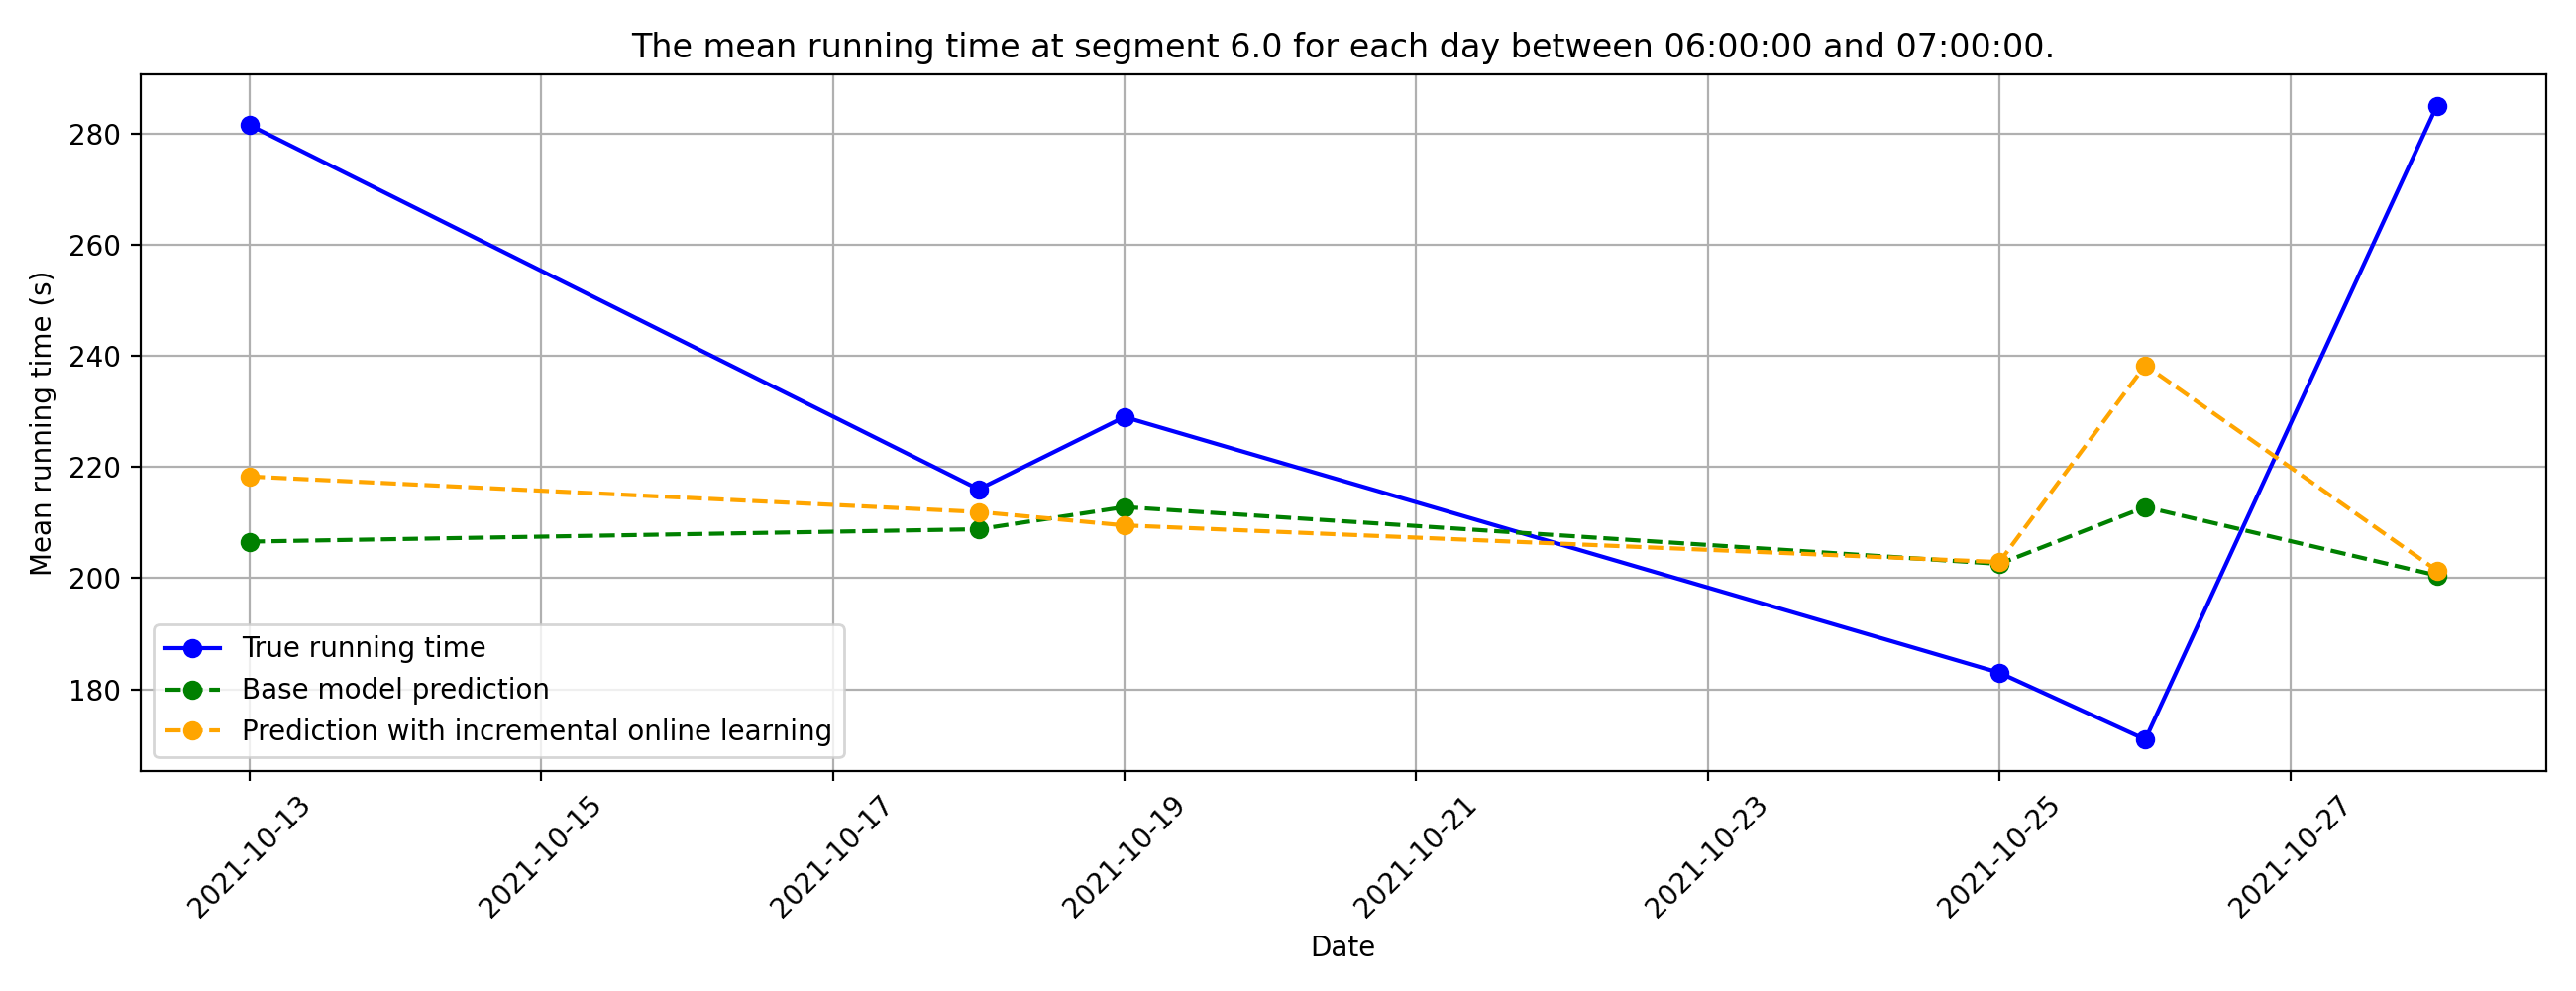 The mean running time at segment 6.0 for each day between 06:00:00 and 07:00:00.
Mean running time (s)
280
260
240
220
200
180
True running time
Base model prediction
Prediction with incremental online learning
2021-10-13
2021-10-15
2021-10-17
2021-10-19
2021-10-21
2021-10-23
2021-10-25
2021-10-27
Date